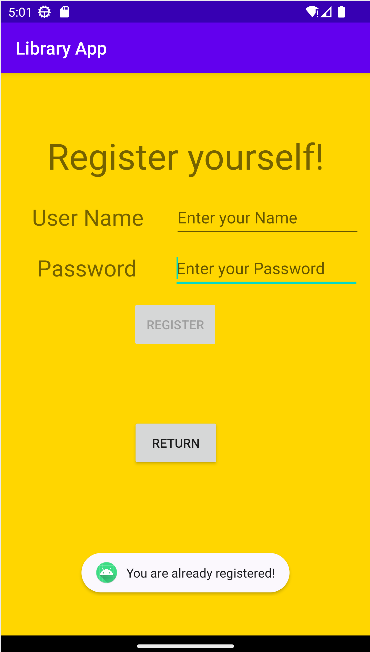 5:01
Library App
Register yourself!
User Name Enter your Name
Password Enter your Password
REGISTER
RETURN
You are already registered!